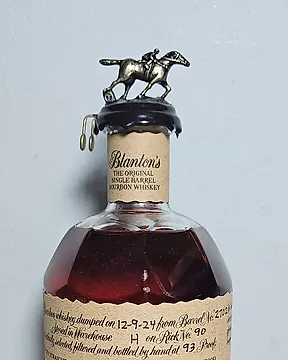 Blanton's
THE ORIGINAL
SINGLE BARREL
BOURBON WHISKEY
whiskey dumped on 12-9-24 from Barrel No.
Stored in Warehouse H on Rick No. 90
selected, filtered and bottled by hand at 93 Proof